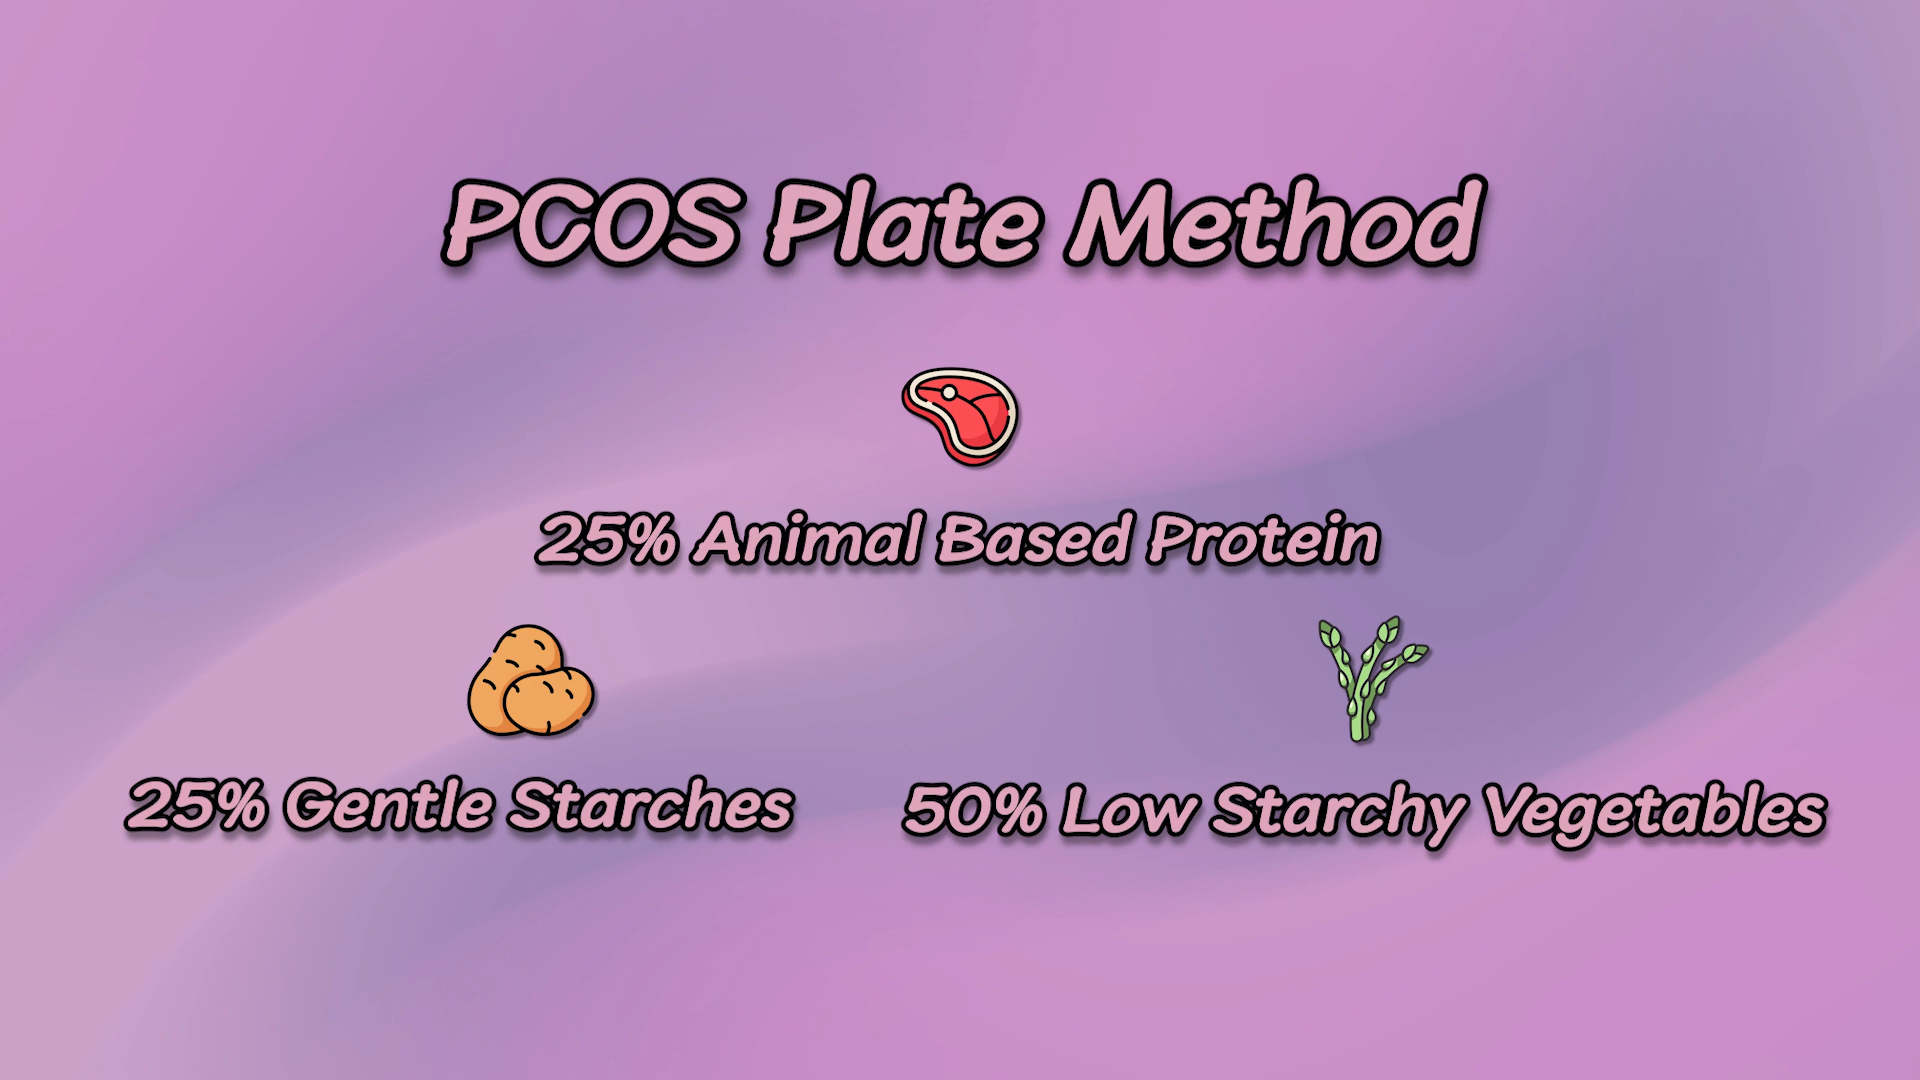 PCOS Plate Method
25% Animal Based Protein
25% Gentle Starches
50% Low Starchy Vegetables